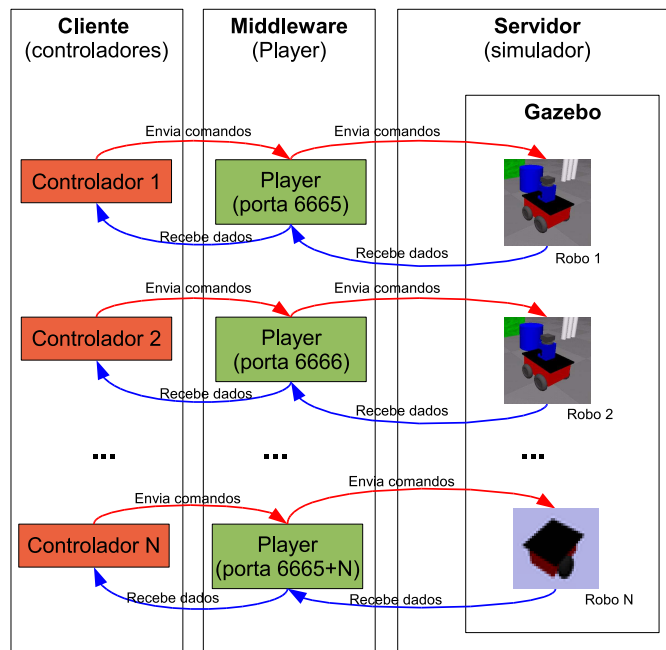 Cliente
(controladores)
Middleware
(Player)
Servidor
(simulador)
Gazebo
Envia comandos
Envia comandos
Controlador 1
Player
(porta 6665)
Recebe dados
Recebe dados
Robo 1
Envia comandos
Envia comandos
Controlador 2
Player
(porta 6666)
Recebe dados
Recebe dados
Robo 2
...
...
...
Envia comandos
Envia comandos
Controlador N
Player
(porta 6665+N)
Recebe dados
Recebe dados
Robo N